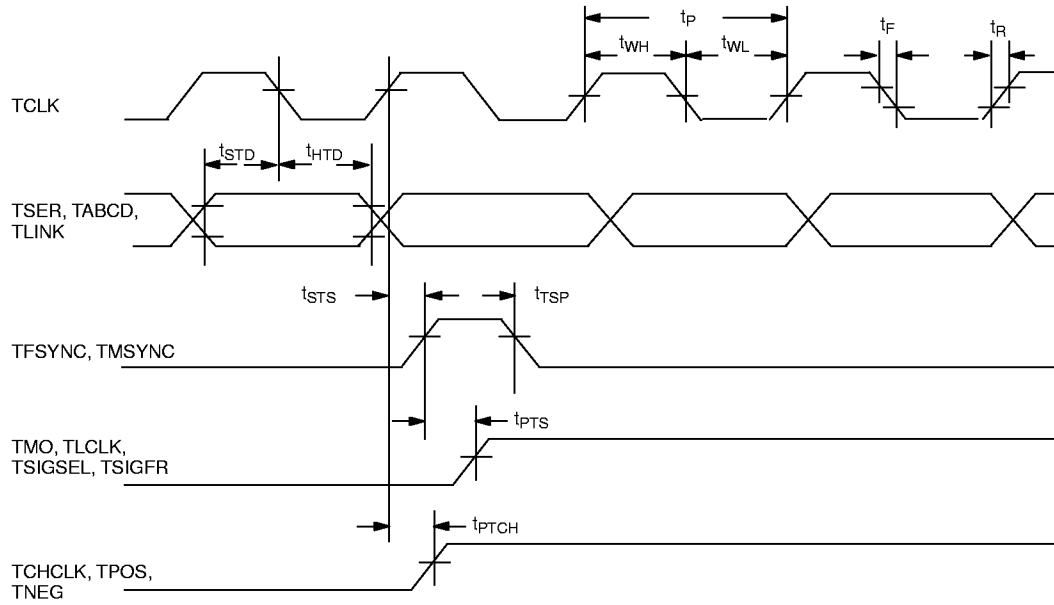 tP
tWH
tWL
tF
tR
TCLK
tSTD
tHTD
TSER, TABCD,
TLINK
tSTS
tTSP
TFSYNC, TMSYNC
tPTS
TMO, TLCLK,
TSIGSEL, TSIGFR
tPTCH
TCHCLK, TPOS,
TNEG